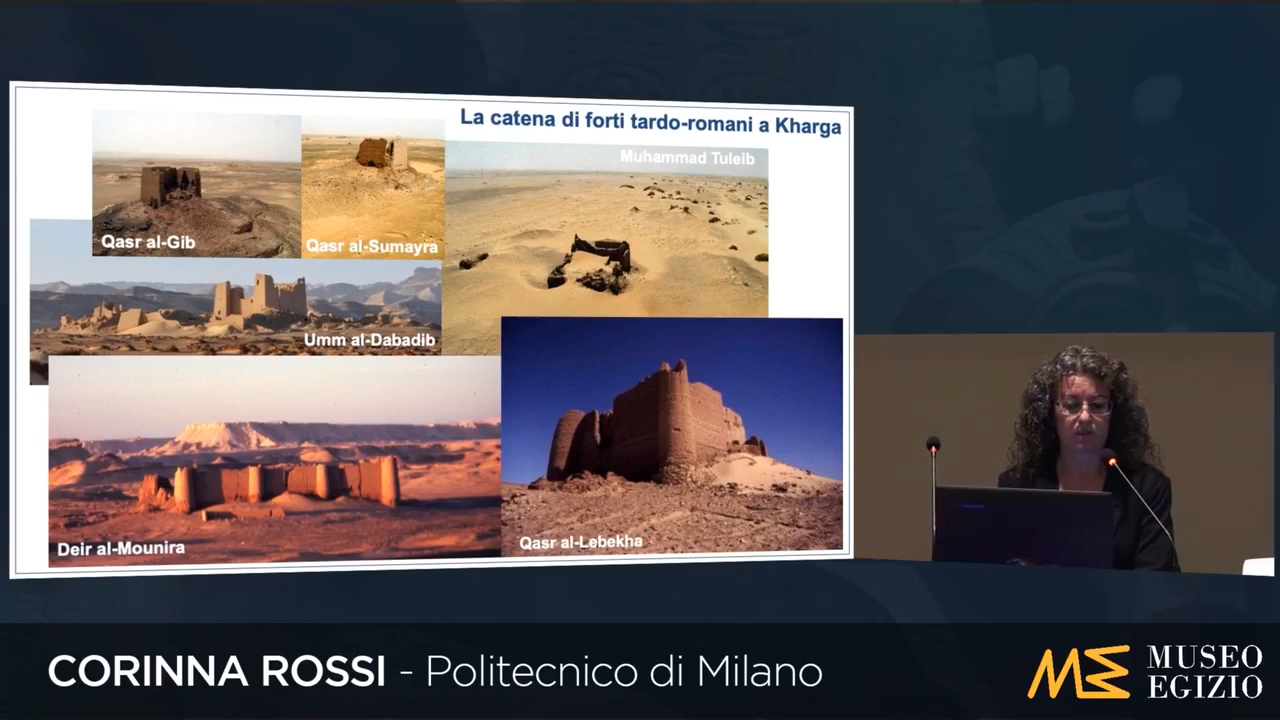 La catena di forti tardo-romani a Kharga
Muhammad Tuleib
Qasr al-Gib
Qasr al-Sumayra
Umm al-Dabadib
Deir al-Mounira
Qasr al-Lebekha
CORINNA ROSSI - Politecnico di Milano
ME MUSEO
EGIZIO